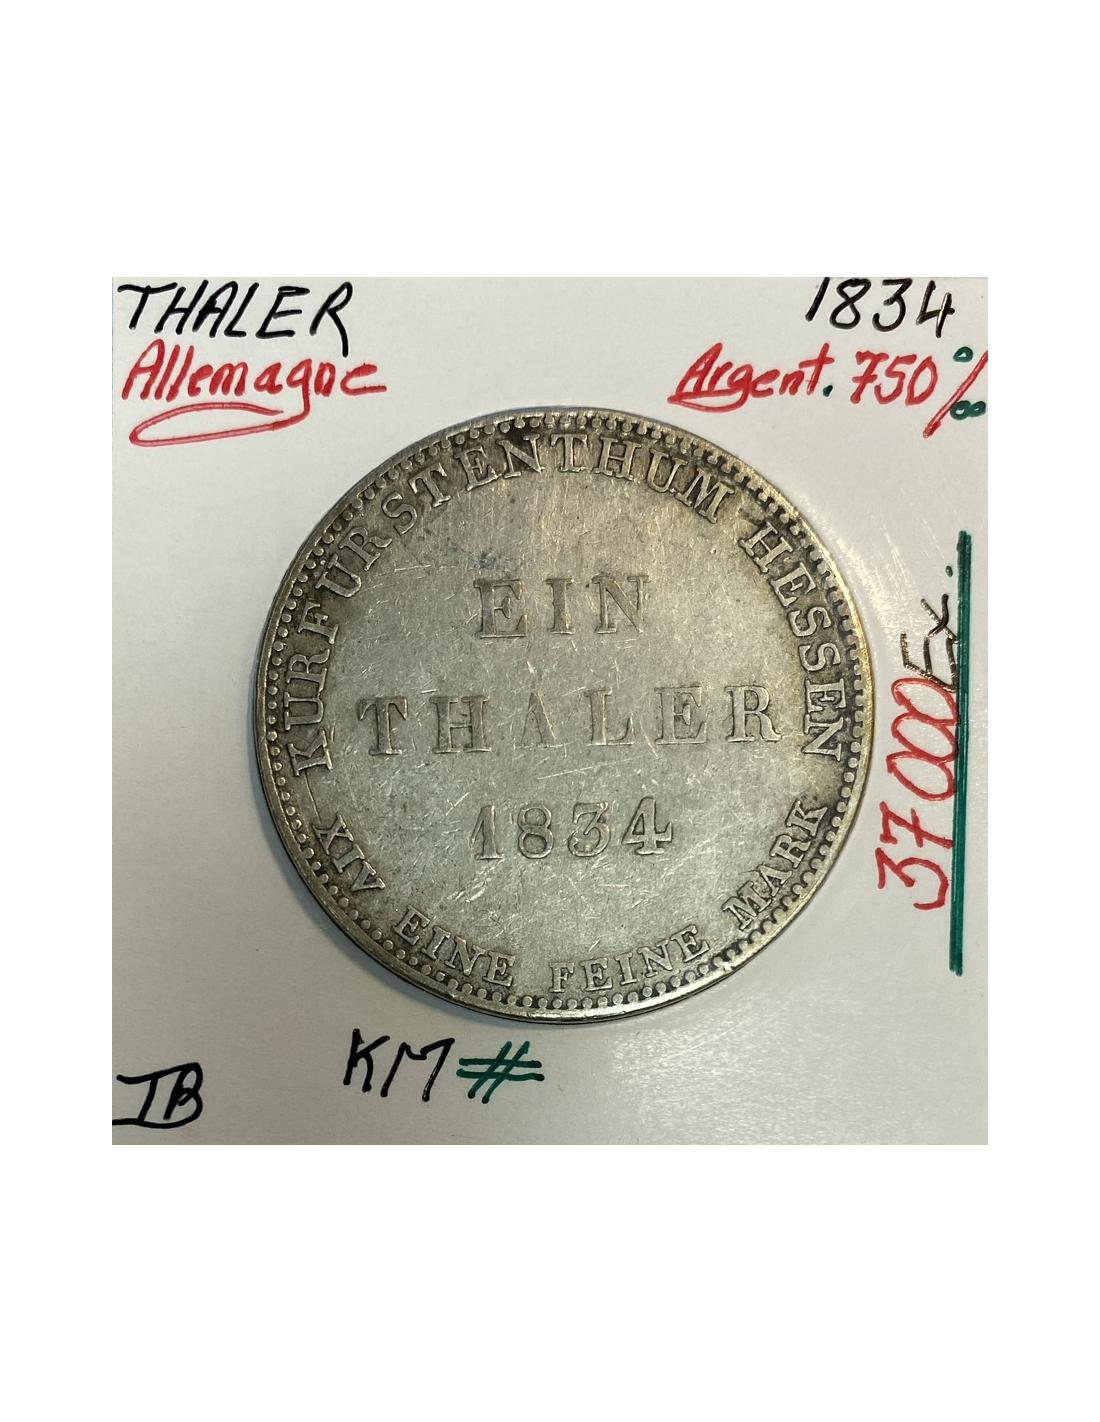 THALER
1834
Allemagne
Argent. 750 ‰
KURFÜRSTENTHUM HESSEN
EIN
THALER
1834
XIV EINE FEINE MARK
37000 Ex.
KM #
TB